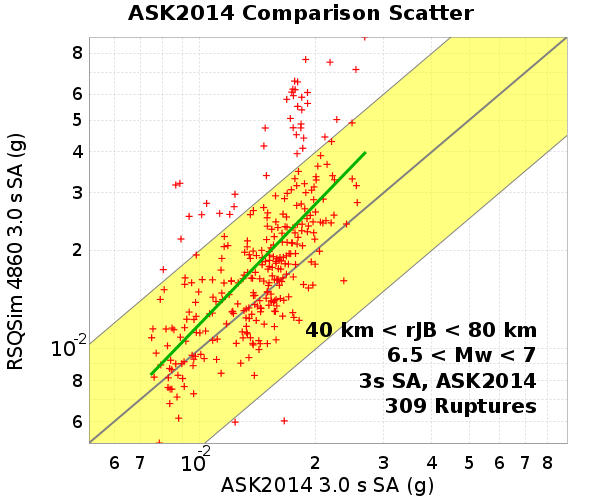 ASK2014 Comparison Scatter
RSQSim 4860 3.0 s SA (g)
8
6
5
4
3
2
10-2
8
6
40 km < rJB < 80 km
6.5 < Mw < 7
3s SA, ASK2014
309 Ruptures
6 7 10-2 2 3 4 5 6 7 8
ASK2014 3.0 s SA (g)